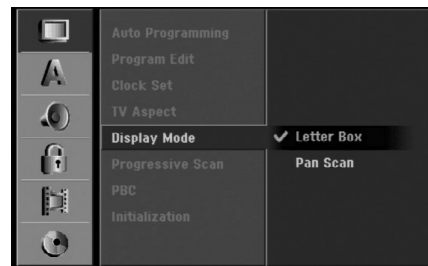 Auto Programming
Program Edit
Clock Set
TV Aspect
Display Mode
Progressive Scan
PBC
Initialization
✔ Letter Box
Pan Scan
A